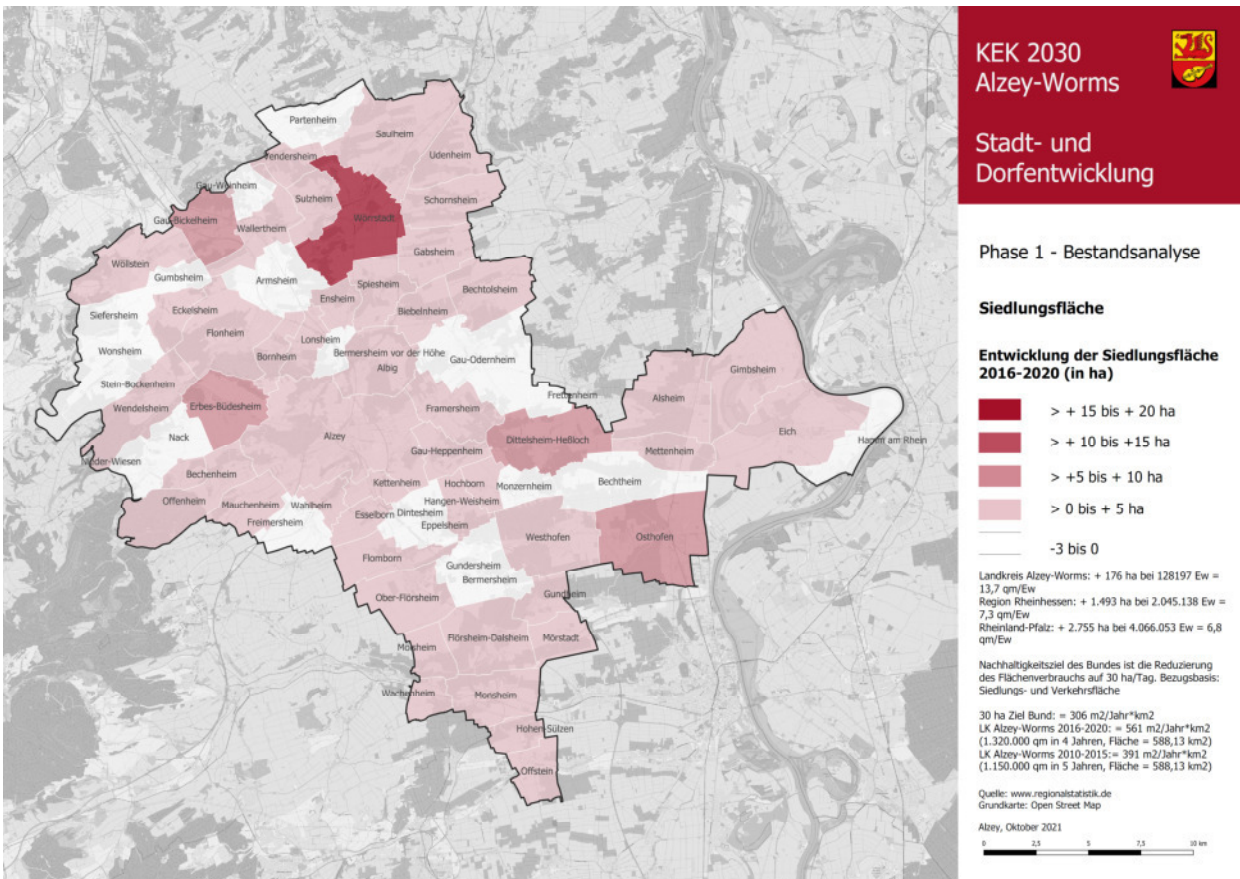 KEK 2030
Alzey-Worms
Stadt- und
Dorfentwicklung
Phase 1 - Bestandsanalyse
Siedlungsfläche
Entwicklung der Siedlungsfläche
2016-2020 (in ha)
> + 15 bis + 20 ha
> + 10 bis +15 ha
> +5 bis + 10 ha
> 0 bis + 5 ha
-3 bis 0
Landkreis Alzey-Worms: + 176 ha bei 128197 Ew =
13,7 qm/Ew
Region Rheinhessen: + 1.493 ha bei 2.045.138 Ew =
7,3 qm/Ew
Rheinland-Pfalz: + 2.755 ha bei 4.066.053 Ew = 6,8
qm/Ew
Nachhaltigkeitsziel des Bundes ist die Reduzierung
des Flächenverbrauchs auf 30 ha/Tag. Bezugsbasis:
Siedlungs- und Verkehrsfläche
30 ha Ziel Bund: = 306 m2/Jahr*km2
LK Alzey-Worms 2016-2020: = 561 m2/Jahr*km2
(1.320.000 qm in 4 Jahren, Fläche = 588,13 km2)
LK Alzey-Worms 2010-2015:= 391 m2/Jahr*km2
(1.150.000 qm in 5 Jahren, Fläche = 588,13 km2)
Quelle: www.regionalstatistik.de
Grundkarte: Open Street Map
Alzey, Oktober 2021
0 2,5 5 7,5 10 km
Partenheim
Saulheim
Vendersheim
Udenheim
Gau-Weinheim
Sulzheim
Schornsheim
Wörrstadt
Gau-Bickelheim
Wallertheim
Gabsheim
Wöllstein
Gumbsheim
Armsheim
Spiesheim
Bechtolsheim
Ensheim
Siefersheim
Eckelsheim
Biebelnheim
Flonheim
Lonsheim
Wonsheim
Bornheim
Bermersheim vor der Höhe
Gau-Odernheim
Albig
Gimbsheim
Stein-Bockenheim
Frettenheim
Alsheim
Wendelsheim
Erbes-Büdesheim
Framersheim
Nack
Alzey
Dittelsheim-Heßloch
Eich
Hamm am Rhein
Gau-Heppenheim
Mettenheim
Nieder-Wiesen
Bechenheim
Kettenheim
Hochborn
Monzernheim
Bechtheim
Offenheim
Mauchenheim
Wahlheim
Hangen-Weisheim
Dintesheim
Esselborn
Freimersheim
Eppelsheim
Westhofen
Osthofen
Flomborn
Gundersheim
Bermersheim
Ober-Flörsheim
Gundheim
Flörsheim-Dalsheim
Mörstadt
Mölsheim
Wachenheim
Monsheim
Hohen-Sülzen
Offstein